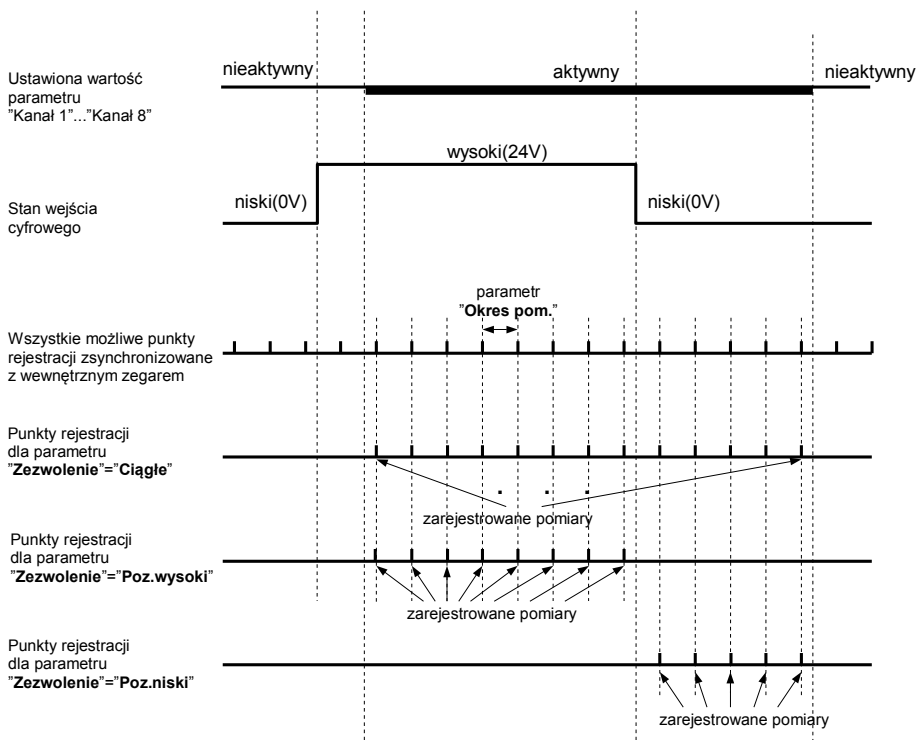 nieaktywny
aktywny
nieaktywny
Ustawiona wartość
parametru
"Kanał 1"..."Kanał 8"
wysoki(24V)
niski(0V)
niski(0V)
Stan wejścia
cyfrowego
parametr
"Okres pom."
Wszystkie możliwe punkty
rejestracji zsynchronizowane
z wewnętrznym zegarem
Punkty rejestracji
dla parametru
"Zezwolenie"="Ciągłe"
. . .
zarejestrowane pomiary
Punkty rejestracji
dla parametru
"Zezwolenie"="Poz.wysoki"
zarejestrowane pomiary
Punkty rejestracji
dla parametru
"Zezwolenie"="Poz.niski"
zarejestrowane pomiary